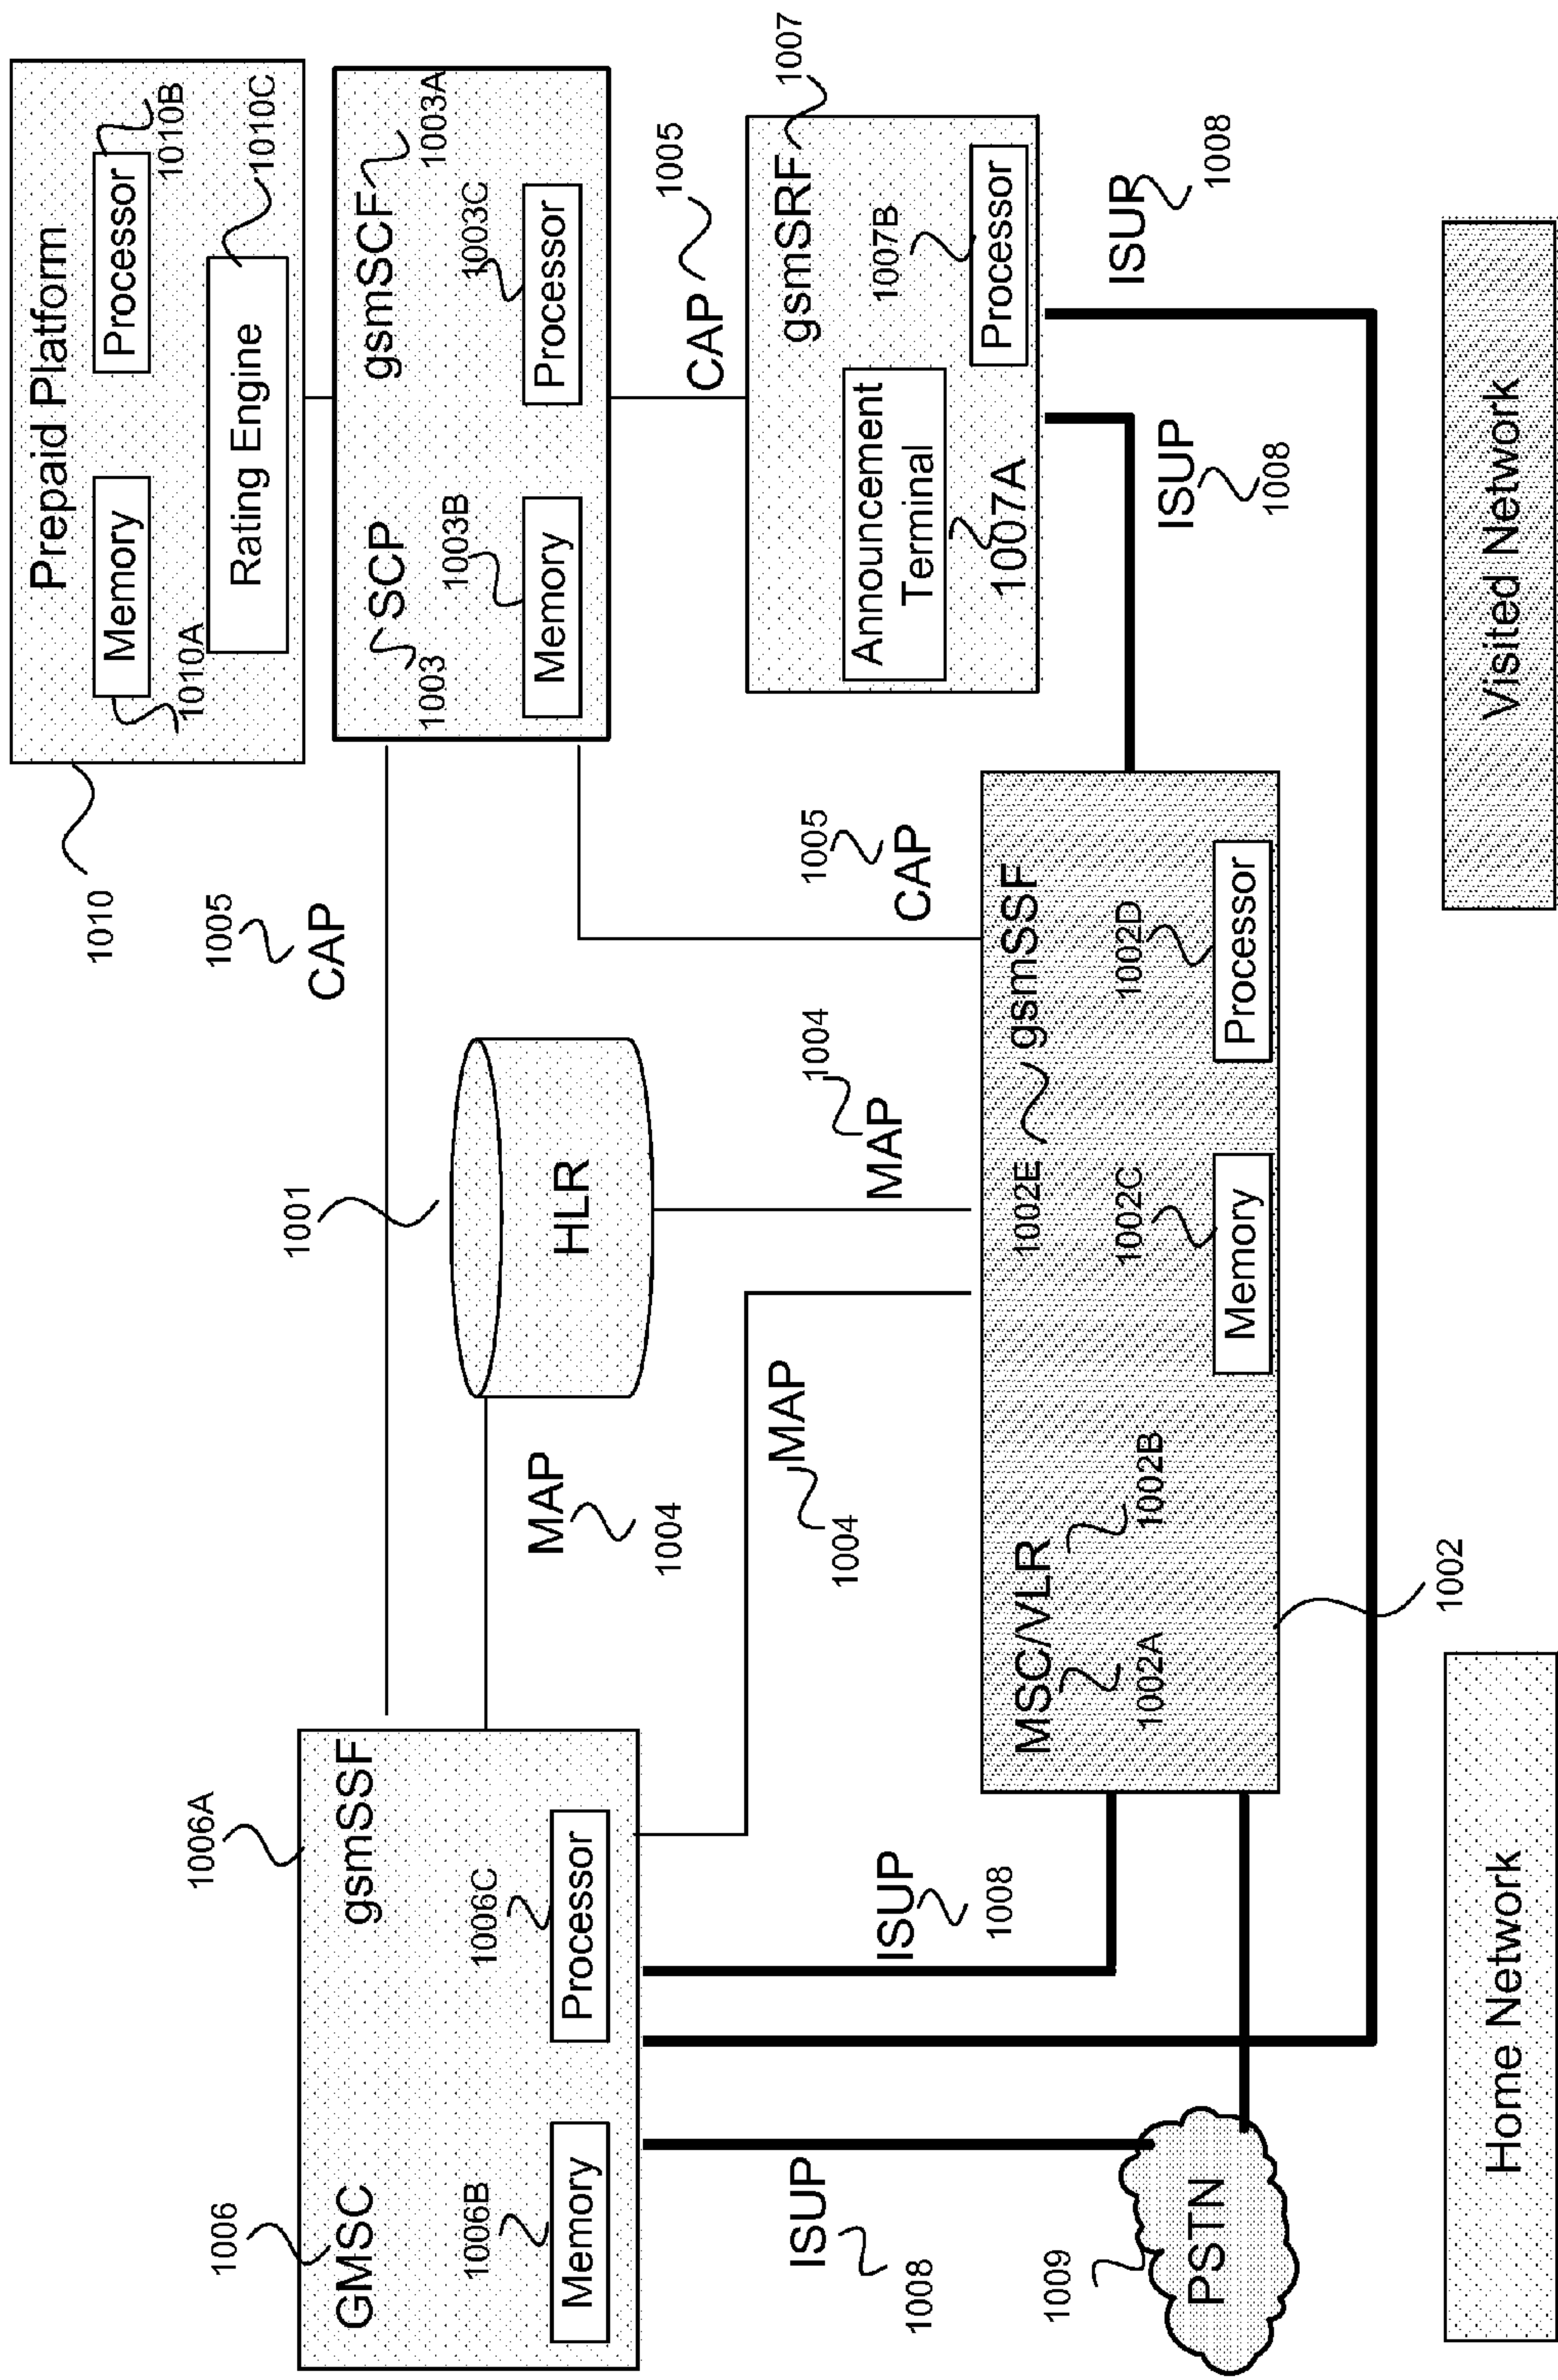 Prepaid Platform
Memory
Processor
1010A
1010B
Rating Engine
1010C
1010
1006A
1006
GMSC
gsmSSF
1006B
1006C
Memory
Processor
1005
CAP
1001
HLR
MAP
1004
SCP
gsmSCF
1003
1003A
1003B
1003C
Memory
Processor
CAP
1005
MAP
1004
MAP
1004
1005
CAP
gsmSRF
1007
Announcement
Terminal
1007B
1007A
Processor
ISUP
1008
ISUP
1008
1009
PSTN
MSC/VLR
1002A
1002B
1002E
gsmSSF
1002C
1002D
Memory
Processor
ISUP
1008
ISUP
1008
1002
Home Network
Visited Network